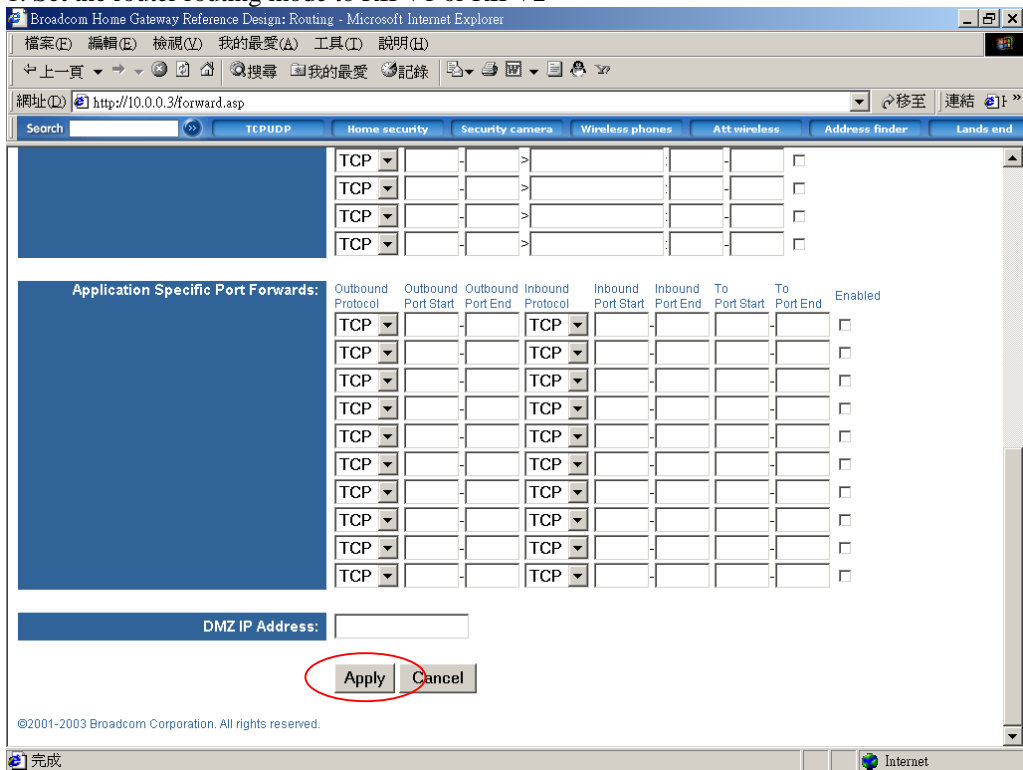 Broadcom Home Gateway Reference Design: Routing - Microsoft Internet Explorer
檔案(F) 編輯(E) 檢視(V) 我的最愛(A) 工具(T) 說明(H)
上一頁 搜尋 我的最愛 記錄
網址(D) http://10.0.0.3/forward.asp 移至 連結 »
Search TCPUDP Home security Security camera Wireless phones Att wireless Address finder Lands end
TCP - > : -
TCP - > : -
TCP - > : -
TCP - > : -
Application Specific Port Forwards:
Outbound Protocol Outbound Port Start Outbound Port End Inbound Protocol Inbound Port Start Inbound Port End To Port Start To Port End Enabled
TCP - TCP - -
TCP - TCP - -
TCP - TCP - -
TCP - TCP - -
TCP - TCP - -
TCP - TCP - -
TCP - TCP - -
TCP - TCP - -
TCP - TCP - -
TCP - TCP - -
DMZ IP Address:
Apply Cancel
©2001-2003 Broadcom Corporation. All rights reserved.
完成 Internet